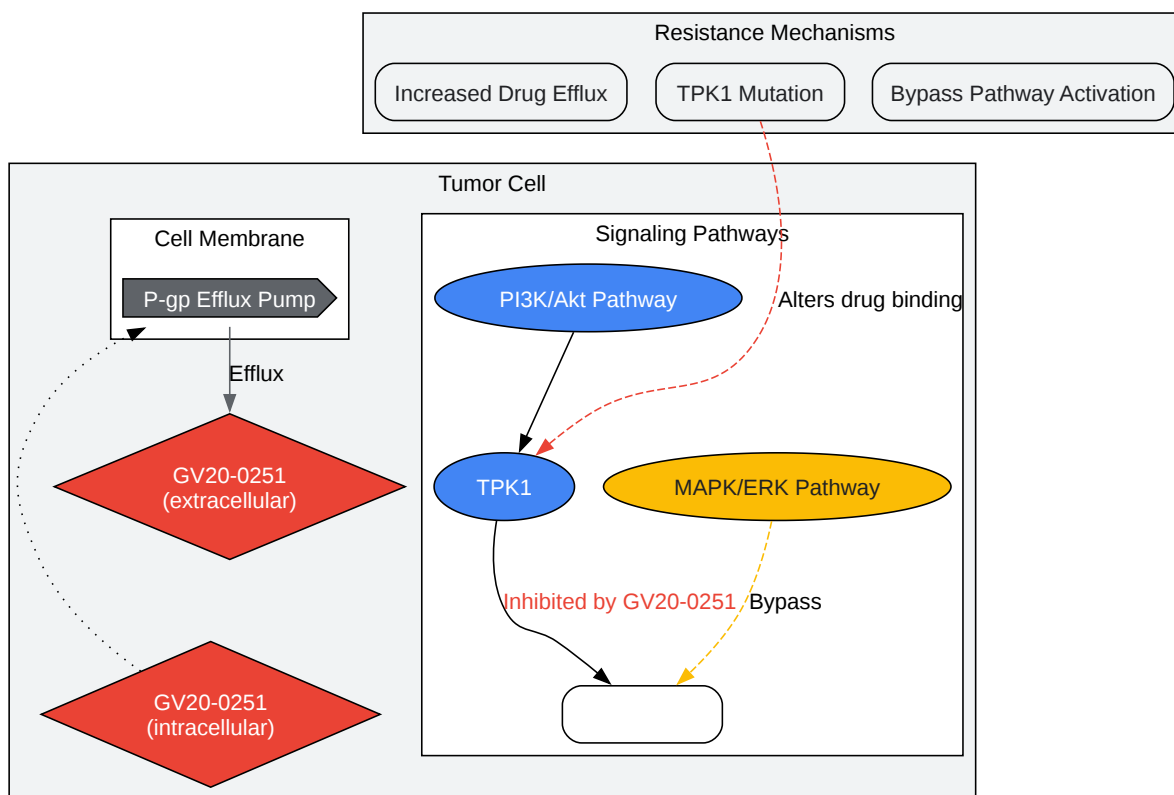 Resistance Mechanisms
Increased Drug Efflux
TPK1 Mutation
Bypass Pathway Activation
Tumor Cell
Cell Membrane
P-gp Efflux Pump
Efflux
GV20-0251
(extracellular)
GV20-0251
(intracellular)
Signaling Pathways
PI3K/Akt Pathway
Alters drug binding
TPK1
MAPK/ERK Pathway
Inhibited by GV20-0251
Bypass